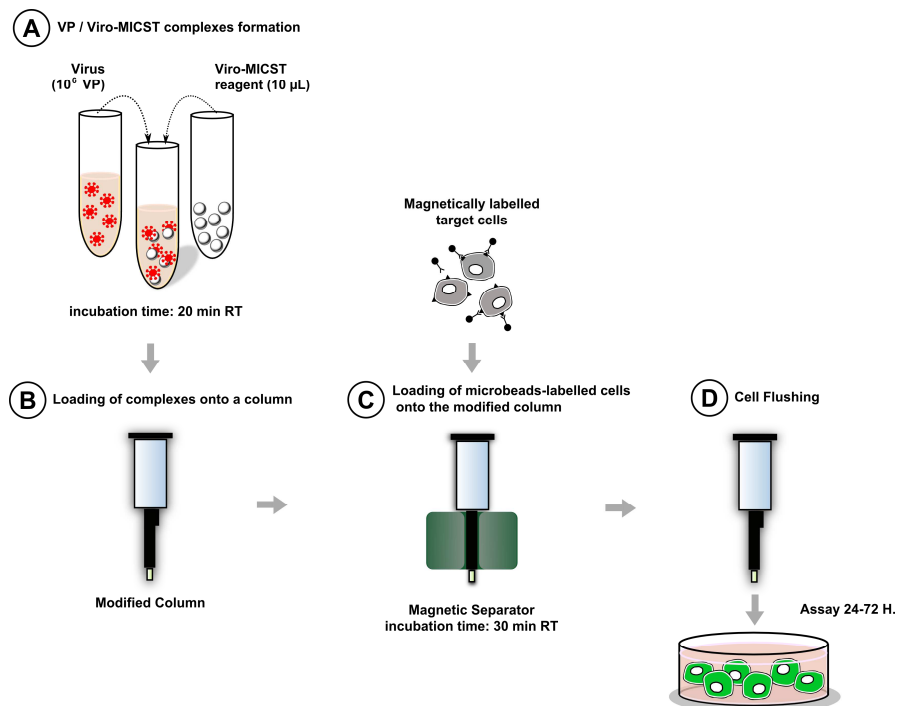 A
VP / Viro-MICST complexes formation
Virus
(10⁶ VP)
Viro-MICST
reagent (10 µL)
incubation time: 20 min RT
Magnetically labelled
target cells
B
Loading of complexes onto a column
Modified Column
C
Loading of microbeads-labelled cells
onto the modified column
Magnetic Separator
incubation time: 30 min RT
D
Cell Flushing
Assay 24-72 H.